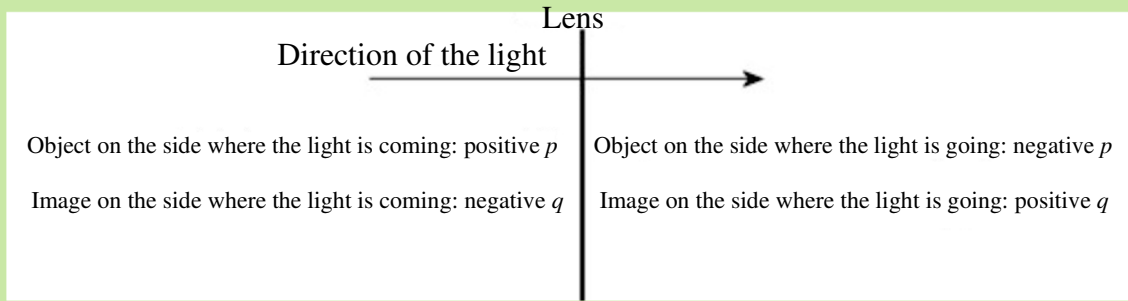 Lens
Direction of the light
Object on the side where the light is coming: positive p
Object on the side where the light is going: negative p
Image on the side where the light is coming: negative q
Image on the side where the light is going: positive q